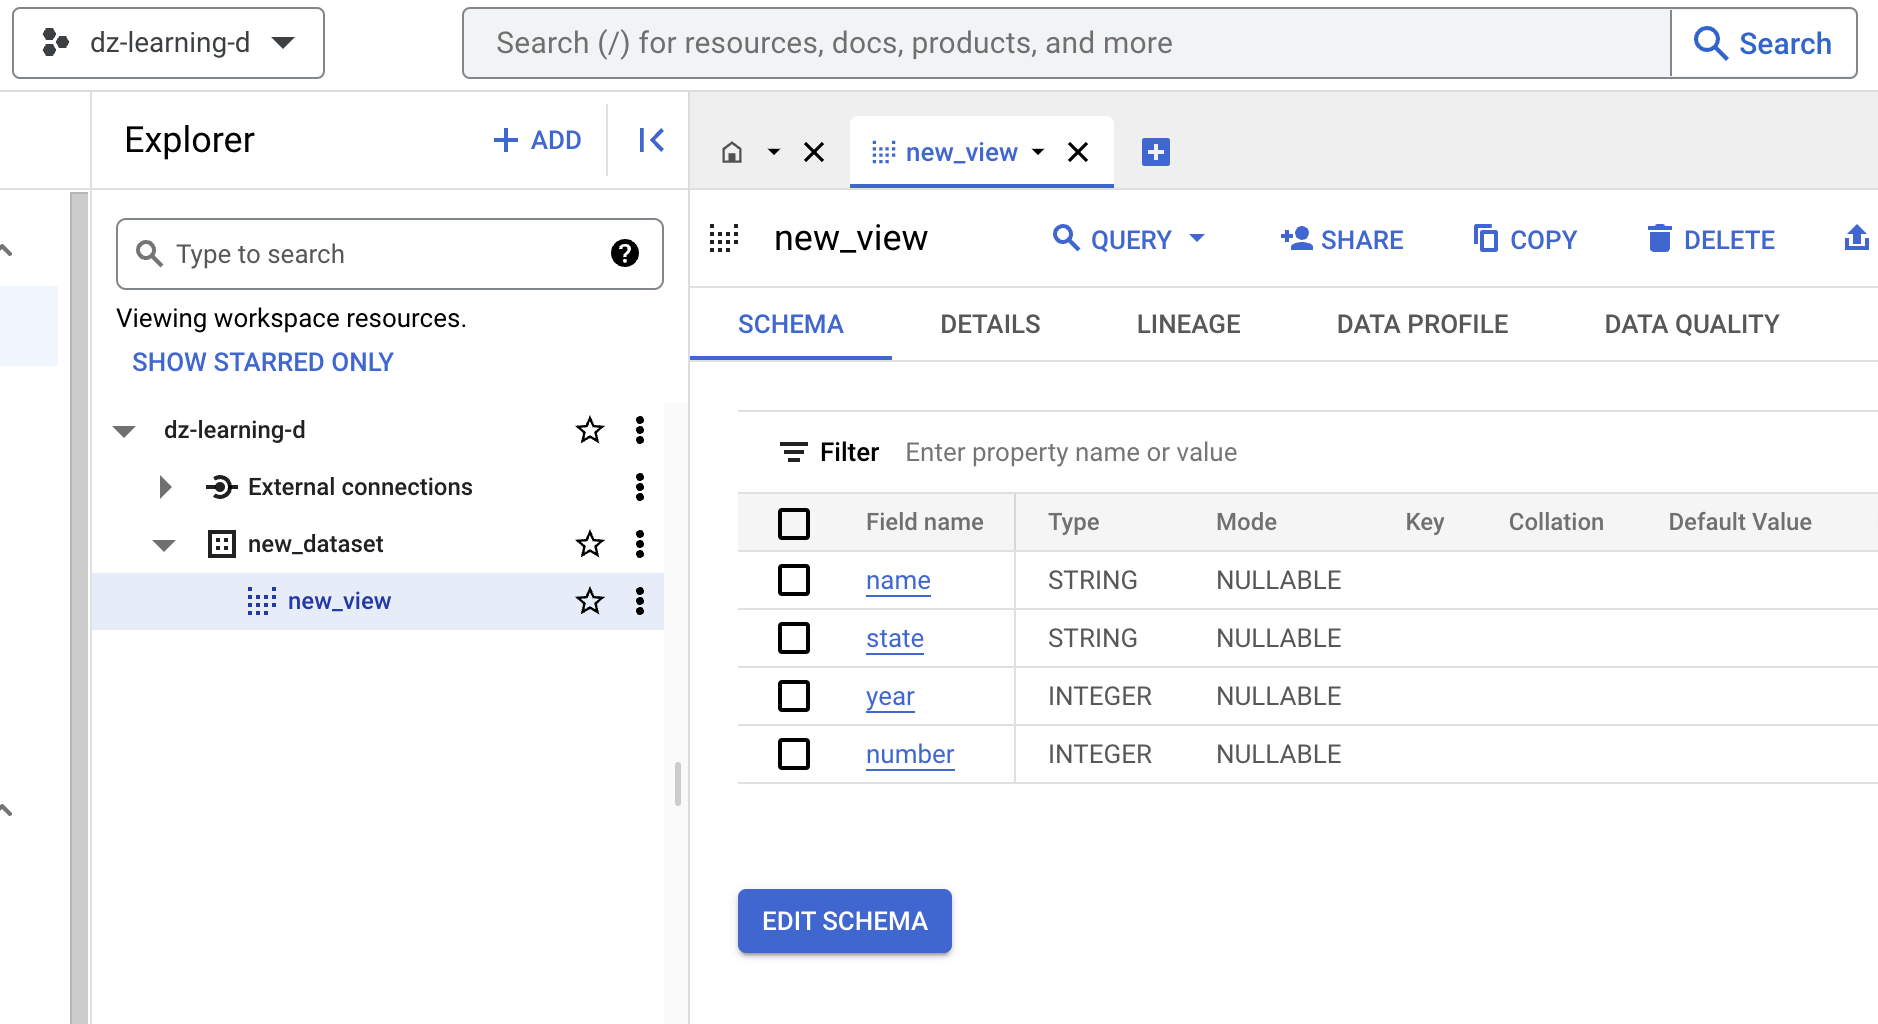 dz-learning-d
Search (/) for resources, docs, products, and more
Search
Explorer
ADD
new_view
Type to search
Viewing workspace resources.
SHOW STARRED ONLY
dz-learning-d
External connections
new_dataset
new_view
new_view
QUERY
SHARE
COPY
DELETE
SCHEMA DETAILS LINEAGE DATA PROFILE DATA QUALITY
Filter Enter property name or value
Field name Type Mode Key Collation Default Value
name STRING NULLABLE
state STRING NULLABLE
year INTEGER NULLABLE
number INTEGER NULLABLE
EDIT SCHEMA